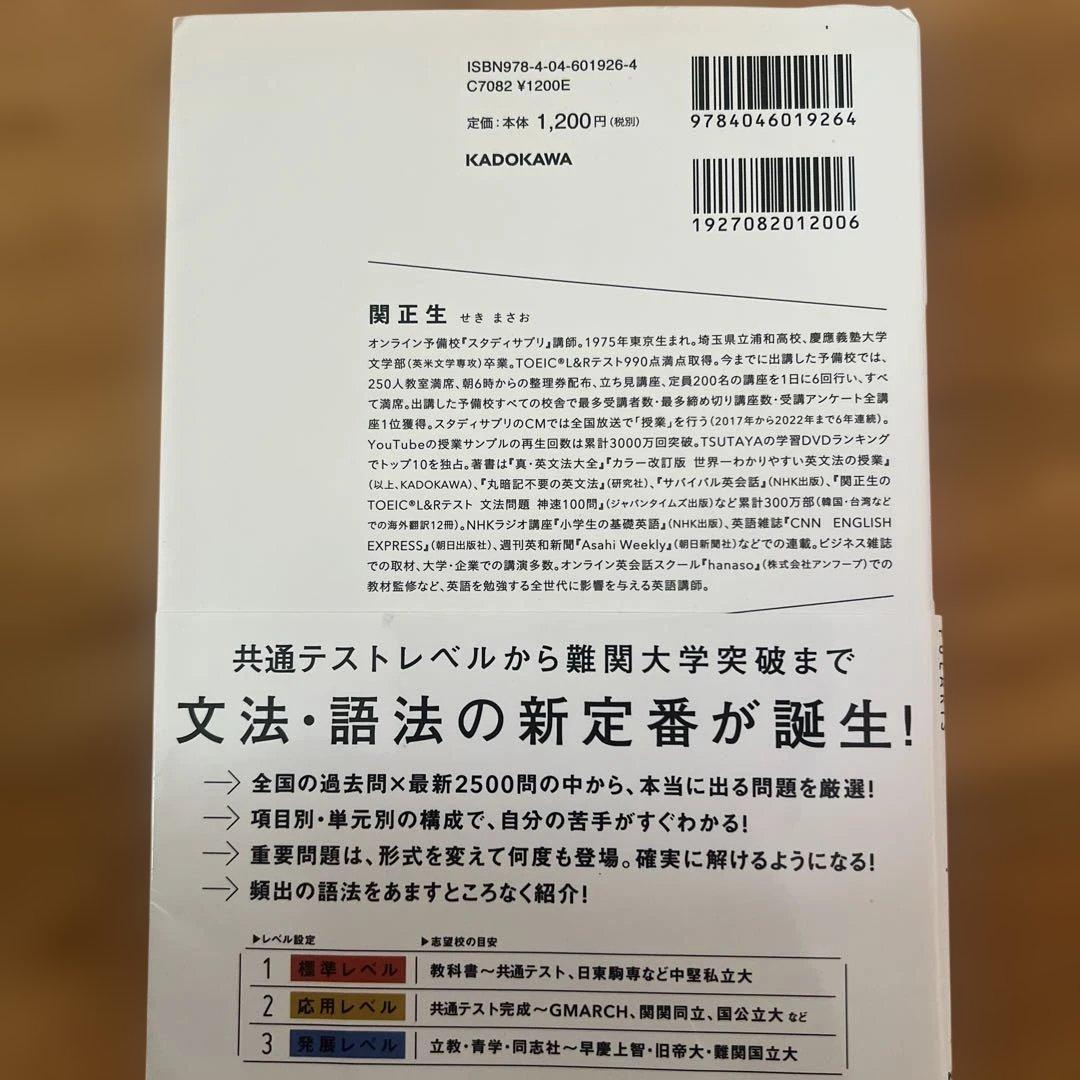 ISBN978-4-04-601926-4
C7082 ¥1200E
定価：本体 1,200円（税別）
KADOKAWA
9784046019264
1927082012006
関正生 せき まさお
オンライン予備校『スタディサプリ』講師。1975年東京生まれ。埼玉県立浦和高校、慶應義塾大学
文学部（英米文学専攻）卒業。TOEIC®L&Rテスト990点満点取得。今までに出講した予備校では、
250人教室満席、朝6時からの整理券配布、立ち見講座、定員200名の講座を1日に6回行い、すべ
て満席。出講した予備校すべての校舎で最多受講者数・最多締め切り講座数・受講アンケート全講
座1位獲得。スタディサプリのCMでは全国放送で「授業」を行う（2017年から2022年まで6年連続）。
YouTubeの授業サンプルの再生回数は累計3000万回突破。TSUTAYAの学習DVDランキング
でトップ10を独占。著書は『真・英文法大全』『カラー改訂版 世界一わかりやすい英文法の授業』
（以上、KADOKAWA）、『丸暗記不要の英文法』（研究社）、『サバイバル英会話』（NHK出版）、『関正生の
TOEIC®L&Rテスト 文法問題 神速100問』（ジャパンタイムズ出版）など累計300万部（韓国・台湾など
での海外翻訳12冊）。NHKラジオ講座『小学生の基礎英語』（NHK出版）、英語雑誌『CNN ENGLISH
EXPRESS』（朝日出版社）、週刊英和新聞『Asahi Weekly』（朝日新聞社）などでの連載。ビジネス雑誌
での取材、大学・企業での講演多数。オンライン英会話スクール『hanaso』（株式会社アンフープ）での
教材監修など、英語を勉強する全世代に影響を与える英語講師。
共通テストレベルから難関大学突破まで
文法・語法の新定番が誕生！
→ 全国の過去問×最新2500問の中から、本当に出る問題を厳選！
→ 項目別・単元別の構成で、自分の苦手がすぐわかる！
→ 重要問題は、形式を変えて何度も登場。確実に解けるようになる！
→ 頻出の語法をあますところなく紹介！
▶レベル設定 ▶志望校の目安
1 標準レベル 教科書〜共通テスト、日東駒専など中堅私立大
2 応用レベル 共通テスト完成〜GMARCH、関関同立、国公立大 など
3 発展レベル 立教・青学・同志社〜早慶上智・旧帝大・難関国立大
POLARIS